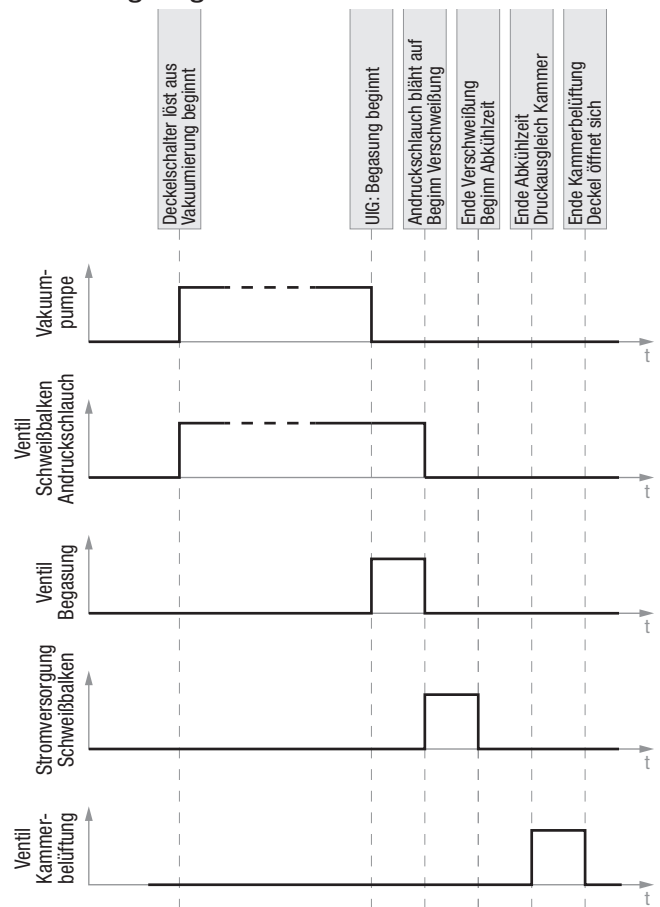 Deckelschalter löst aus
Vakuumierung beginnt
UIG: Begasung beginnt
Andruckschlauch bläht auf
Beginn Verschweißung
Ende Verschweißung
Beginn Abkühlzeit
Ende Abkühlzeit
Druckausgleich Kammer
Ende Kammerbelüftung
Deckel öffnet sich
Vakuum-
pumpe
t
Ventil
Schweißbalken
Andruckschlauch
t
Ventil
Begasung
t
Stromversorgung
Schweißbalken
t
Ventil
Kammer-
belüftung
t